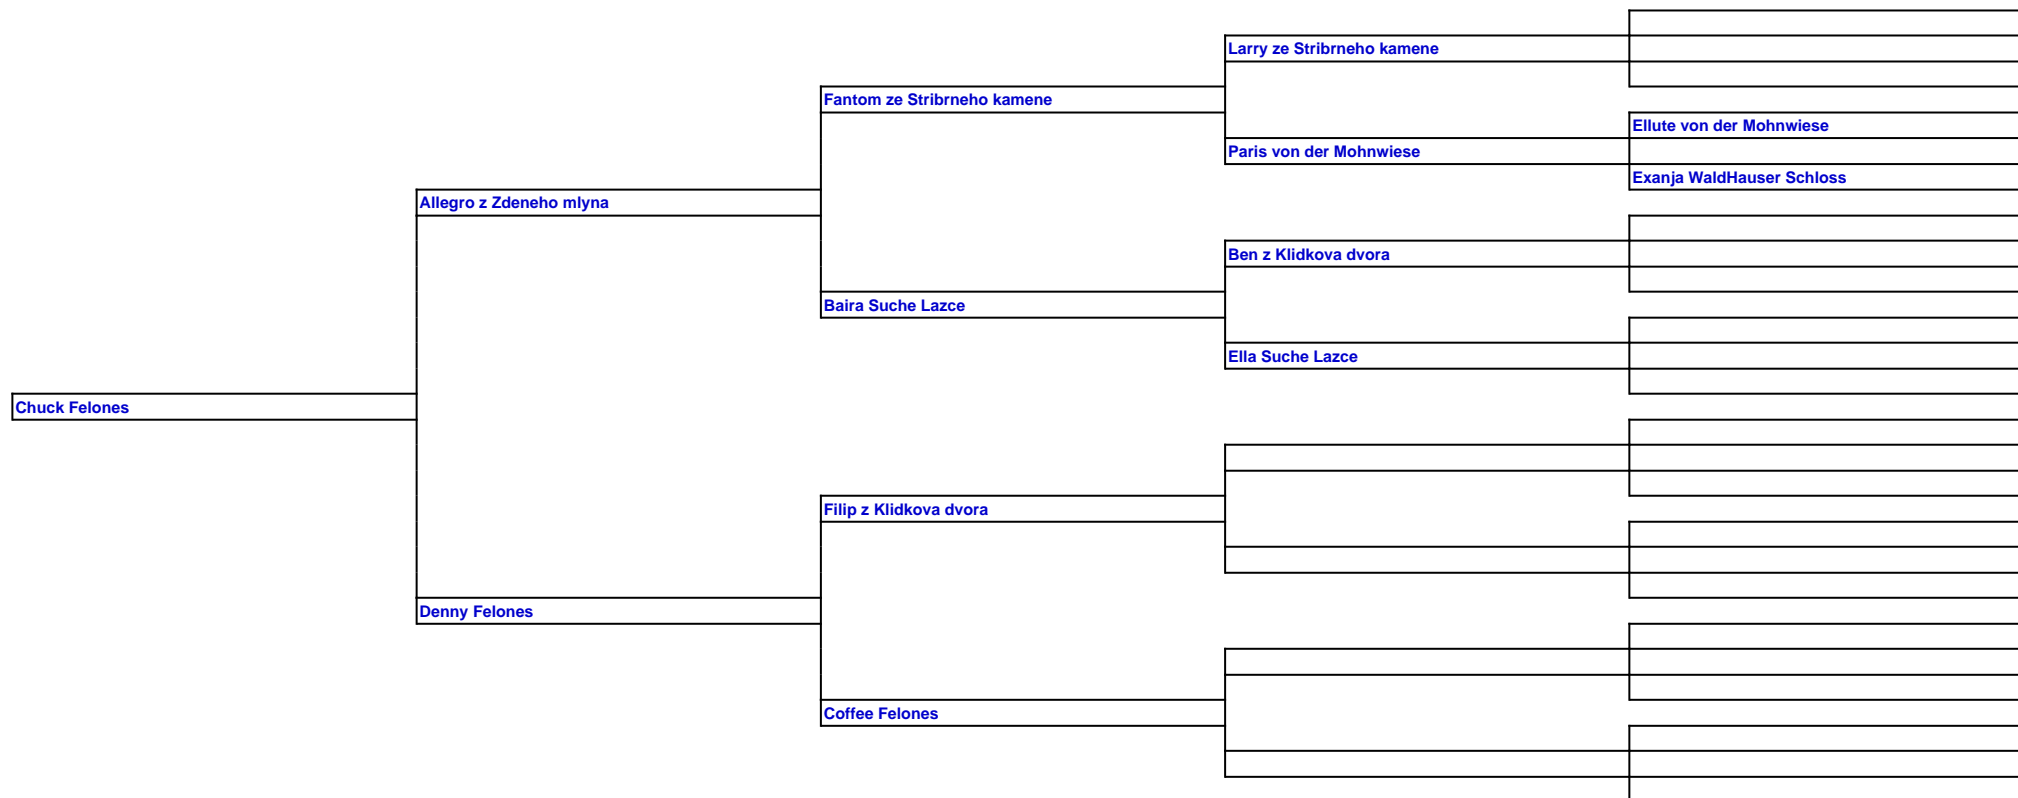 Larry ze Stribrneho kamene
Fantom ze Stribrneho kamene
Ellute von der Mohnwiese
Paris von der Mohnwiese
Exanja WaldHauser Schloss
Allegro z Zdeneho mlyna
Ben z Klidkova dvora
Baira Suche Lazce
Ella Suche Lazce
Chuck Felones
Filip z Klidkova dvora
Denny Felones
Coffee Felones